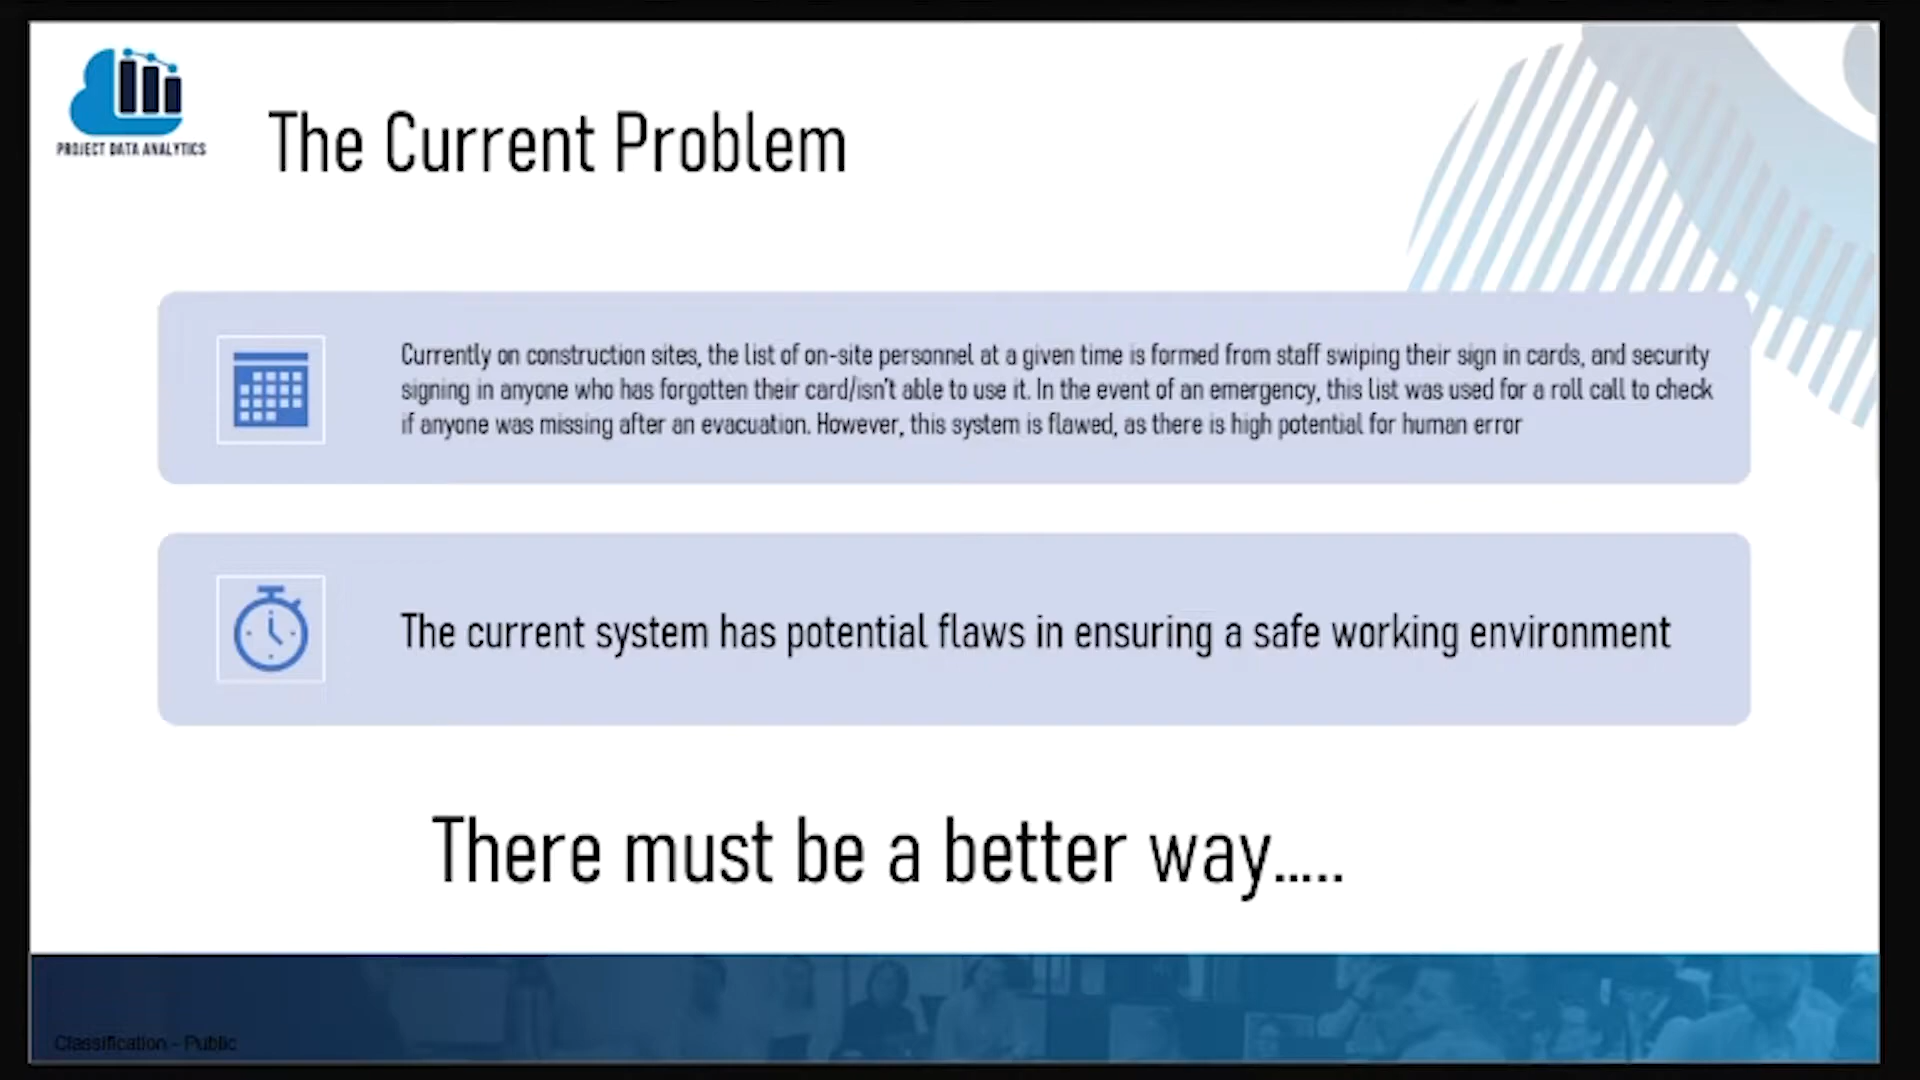 PROJECT DATA ANALYTICS
The Current Problem
Currently on construction sites, the list of on-site personnel at a given time is formed from staff swiping their sign in cards, and security
signing in anyone who has forgotten their card/isn't able to use it. In the event of an emergency, this list was used for a roll call to check
if anyone was missing after an evacuation. However, this system is flawed, as there is high potential for human error
The current system has potential flaws in ensuring a safe working environment
There must be a better way.....
Classification - Public